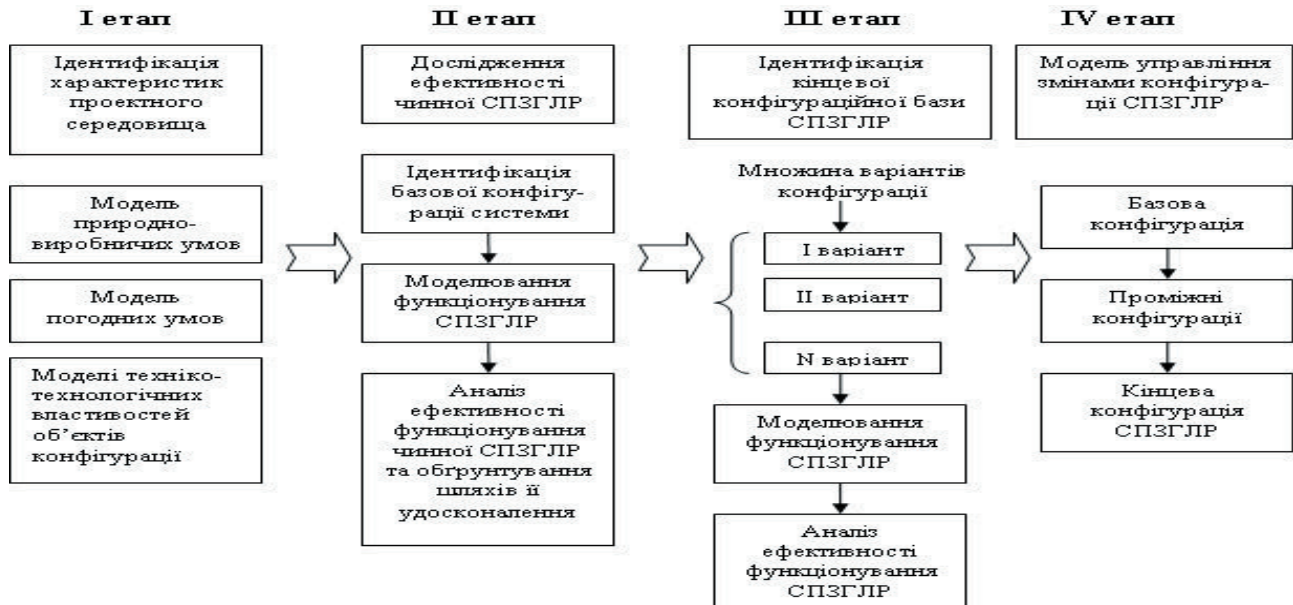 І етап
Ідентифікація
характеристик
проектного
середовища
Модель
природно-
виробничих умов
Модель
погодних умов
Моделі техніко-
технологічних
властивостей
об’єктів
конфігурації
ІІ етап
Дослідження
ефективності
чинної СПЗГЛР
Ідентифікація
базової конфігу-
рації системи
Моделювання
функціонування
СПЗГЛР
Аналіз
ефективності
функціонування
чинної СПЗГЛР
та обґрунтування
шляхів її
удосконалення
ІІІ етап
Ідентифікація
кінцевої
конфігураційної бази
СПЗГЛР
Множина варіантів
конфігурації
І варіант
ІІ варіант
N варіант
Моделювання
функціонування
СПЗГЛР
Аналіз
ефективності
функціонування
СПЗГЛР
IV етап
Модель управління
змінами конфігура-
ції СПЗГЛР
Базова
конфігурація
Проміжні
конфігурації
Кінцева
конфігурація
СПЗГЛР